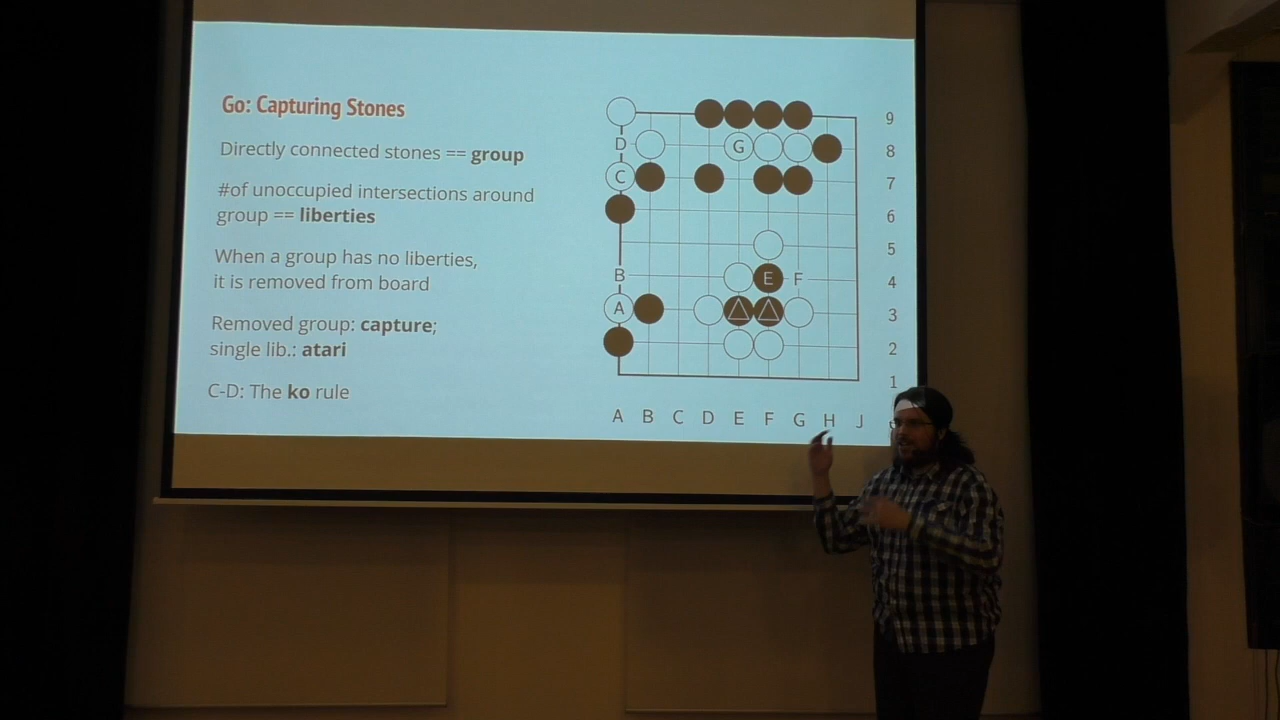 Go: Capturing Stones
Directly connected stones == group
#of unoccupied intersections around
group == liberties
When a group has no liberties,
it is removed from board
Removed group: capture;
single lib.: atari
C-D: The ko rule
9
D G 8
C 7
6
5
B E F 4
A 3
2
1
A B C D E F G H J